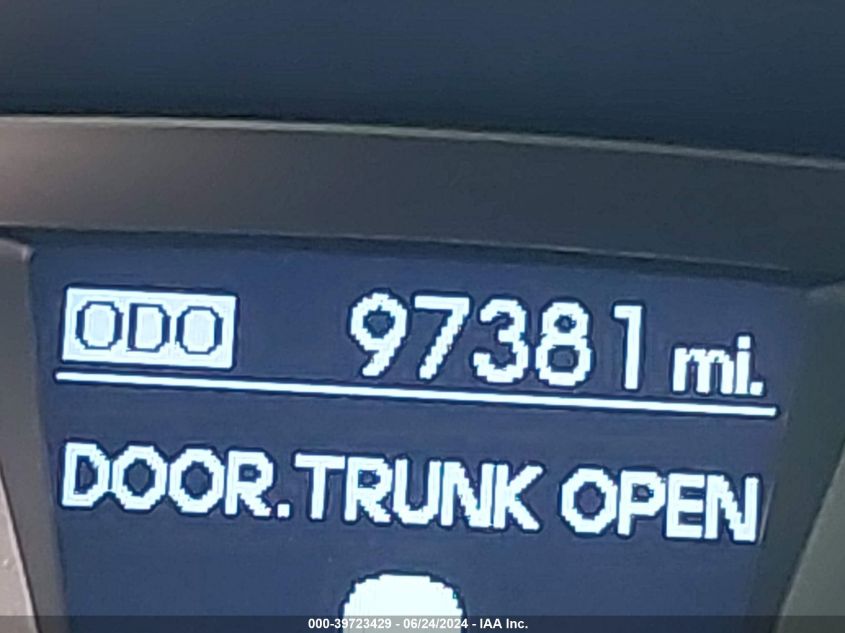 ODO 97381 mi.
DOOR.TRUNK OPEN
000-39723429 - 06/24/2024 - IAA Inc.